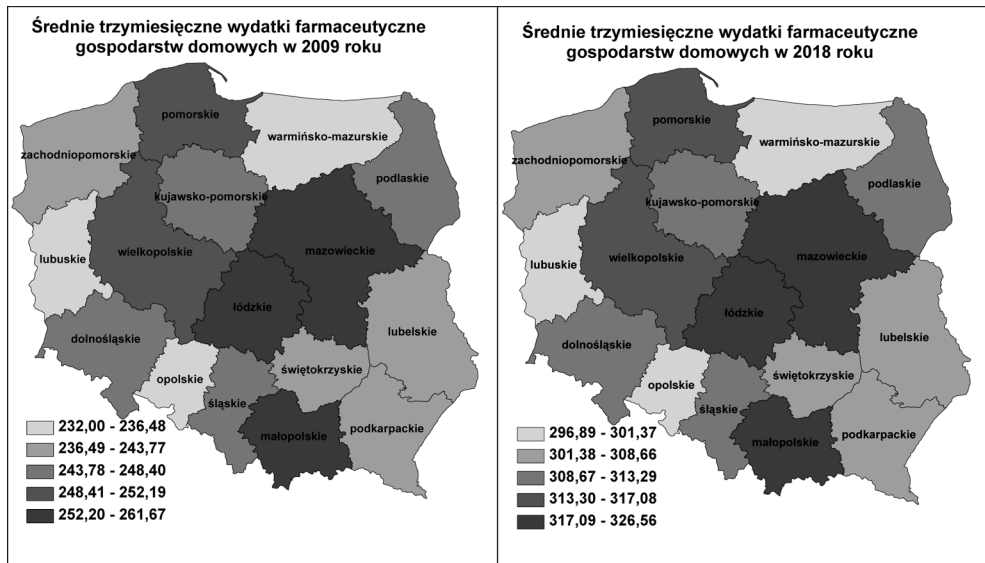 Średnie trzymiesięczne wydatki farmaceutyczne
gospodarstw domowych w 2009 roku
pomorskie
warmińsko-mazurskie
zachodniopomorskie
podlaskie
kujawsko-pomorskie
mazowieckie
wielkopolskie
lubuskie
łódzkie
lubelskie
dolnośląskie
opolskie
świętokrzyskie
śląskie
małopolskie
podkarpackie
232,00 - 236,48
236,49 - 243,77
243,78 - 248,40
248,41 - 252,19
252,20 - 261,67
Średnie trzymiesięczne wydatki farmaceutyczne
gospodarstw domowych w 2018 roku
pomorskie
warmińsko-mazurskie
zachodniopomorskie
podlaskie
kujawsko-pomorskie
mazowieckie
wielkopolskie
lubuskie
łódzkie
lubelskie
dolnośląskie
opolskie
świętokrzyskie
śląskie
małopolskie
podkarpackie
296,89 - 301,37
301,38 - 308,66
308,67 - 313,29
313,30 - 317,08
317,09 - 326,56